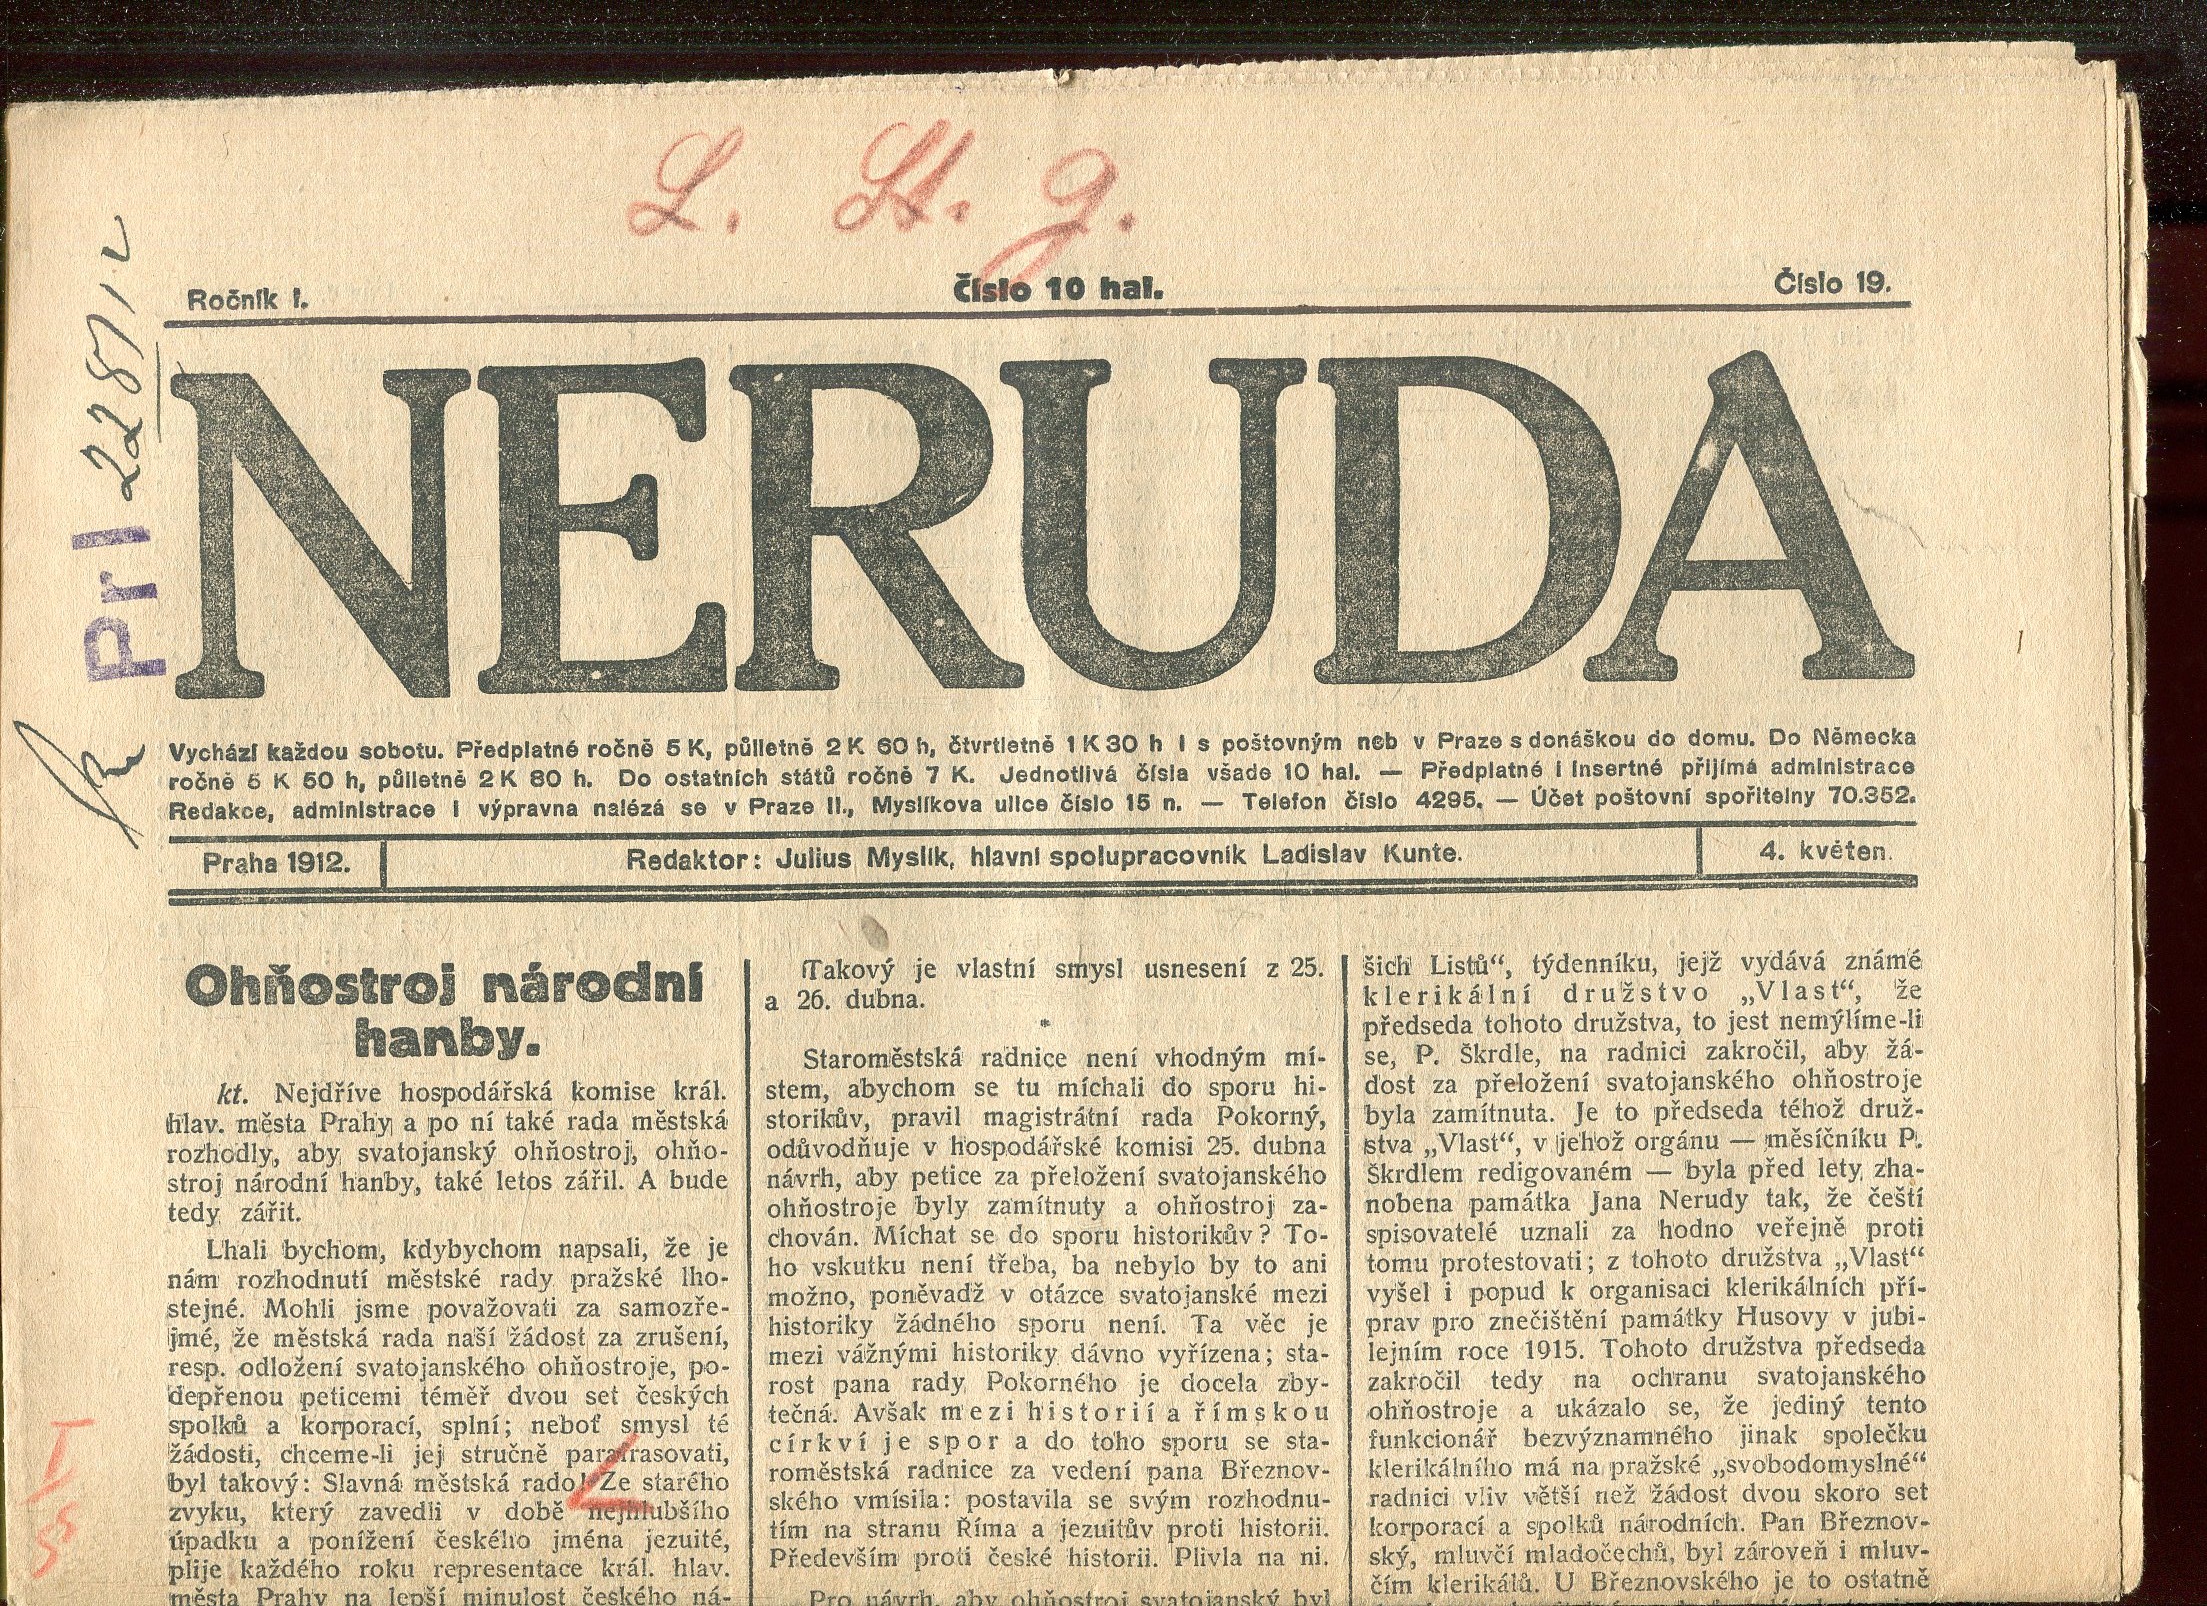 L. St. g.
Ročník I.
Číslo 10 hal.
Číslo 19.
Prl 2287/12
NERUDA
Vychází každou sobotu. Předplatné ročně 5 K, půlletně 2 K 60 h, čtvrtletně 1 K 30 h i s poštovným neb v Praze s donáškou do domu. Do Německa
ročně 5 K 50 h, půlletně 2 K 80 h. Do ostatních států ročně 7 K. Jednotlivá čísla všade 10 hal. — Předplatné i insertné přijímá administrace
Redakce, administrace i výpravna nalézá se v Praze II., Myslíkova ulice číslo 15 n. — Telefon číslo 4295. — Účet poštovní spořitelny 70.352.
Praha 1912.
Redaktor: Julius Myslík, hlavní spolupracovník Ladislav Kunte.
4. květen.
Ohňostroj národní
hanby.
kt. Nejdříve hospodářská komise král.
hlav. města Prahy a po ní také rada městská
rozhodly, aby svatojanský ohňostroj, ohňo-
stroj národní hanby, také letos zářil. A bude
tedy zářit.
Lhali bychom, kdybychom napsali, že je
nám rozhodnutí městské rady pražské lho-
stejné. Mohli jsme považovati za samozře-
jmé, že městská rada naší žádost za zrušení,
resp. odložení svatojanského ohňostroje, po-
depřenou peticemi téměř dvou set českých
spolků a korporací, splní; neboť smysl té
žádosti, chceme-li jej stručně parafrasovati,
byl takový: Slavná městská rado! Ze starého
zvyku, který zavedli v době nejhlubšího
úpadku a ponížení českého jména jezuité,
plije každého roku representace král. hlav.
města Prahy na lepší minulost českého ná-
Takový je vlastní smysl usnesení z 25.
a 26. dubna.
*
Staroměstská radnice není vhodným mí-
stem, abychom se tu míchali do sporu hi-
storikův, pravil magistrátní rada Pokorný,
odůvodňuje v hospodářské komisi 25. dubna
návrh, aby petice za přeložení svatojanského
ohňostroje byly zamítnuty a ohňostroj za-
chován. Míchat se do sporu historikův? To-
ho vskutku není třeba, ba nebylo by to ani
možno, poněvadž v otázce svatojanské mezi
historiky žádného sporu není. Ta věc je
mezi vážnými historiky dávno vyřízena; sta-
rost pana rady Pokorného je docela zby-
tečná. Avšak mezi historií a římskou
církví je spor a do toho sporu se sta-
roměstská radnice za vedení pana Březnov-
ského vmísila: postavila se svým rozhodnu-
tím na stranu Říma a jezuitův proti historii.
Především proti české historii. Plivla na ni.
Pro návrh, aby ohňostroj svatojanský byl
šich Listů“, týdenníku, jejž vydává známé
klerikální družstvo „Vlast“, že
předseda tohoto družstva, to jest nemýlíme-li
se, P. Škrdle, na radnici zakročil, aby žá-
dost za přeložení svatojanského ohňostroje
byla zamítnuta. Je to předseda téhož druž-
stva „Vlast“, v jehož orgánu — měsíčníku P.
Škrdlem redigovaném — byla před lety zha-
nobena památka Jana Nerudy tak, že čeští
spisovatelé uznali za hodno veřejně proti
tomu protestovati; z tohoto družstva „Vlast“
vyšel i popud k organisaci klerikálních pří-
prav pro znečištění památky Husovy v jubi-
lejním roce 1915. Tohoto družstva předseda
zakročil tedy na ochranu svatojanského
ohňostroje a ukázalo se, že jediný tento
funkcionář bezvýznamného jinak společku
klerikálního má na pražské „svobodomyslné“
radnici vliv větší než žádost dvou skoro set
korporací a spolků národních. Pan Březnov-
ský, mluvčí mladočechů, byl zároveň i mluv-
čím klerikálů. U Březnovského je to ostatně